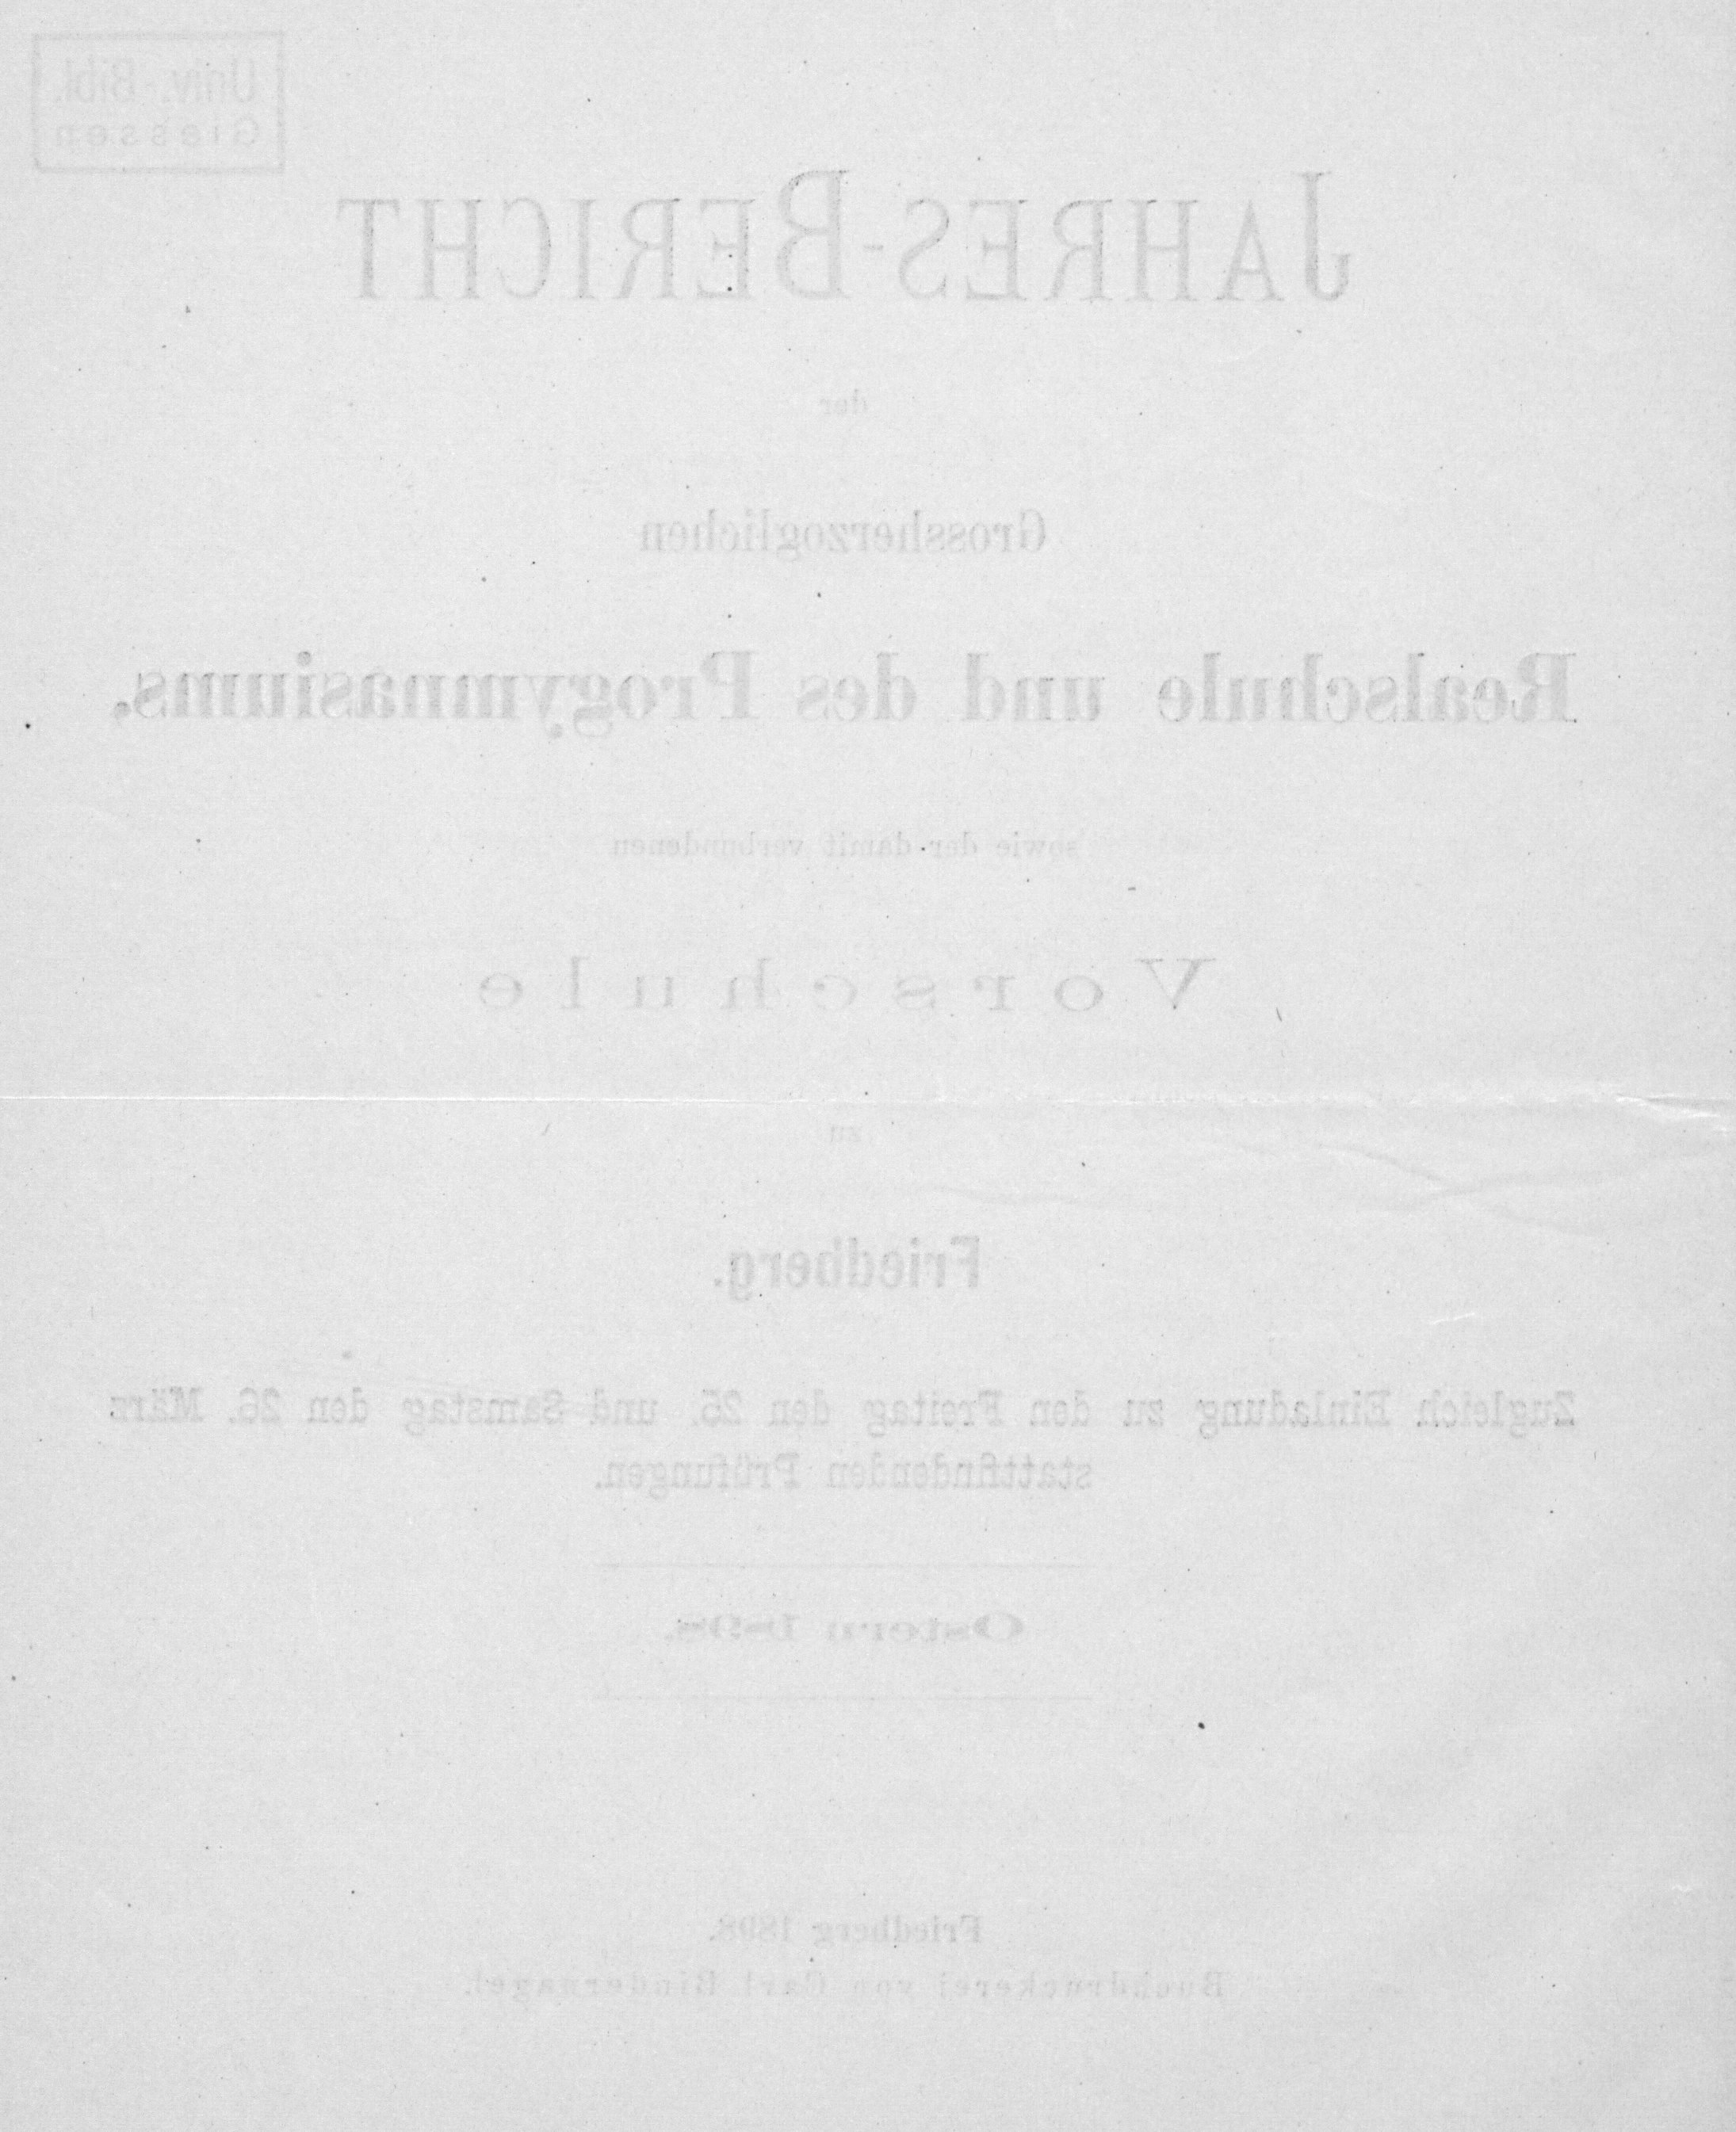 Univ.-Bibl.
Giessen
JAHRES-BERICHT
der
Grossherzoglichen
Realschule und des Progymnasiums,
sowie der damit verbundenen
Vorschule
zu
Friedberg.
Zugleich Einladung zu den Freitag den 25. und Samstag den 26. März
stattfindenden Prüfungen.
Ostern 1898.
Friedberg 1898.
Buchdruckerei von Carl Bindernagel.